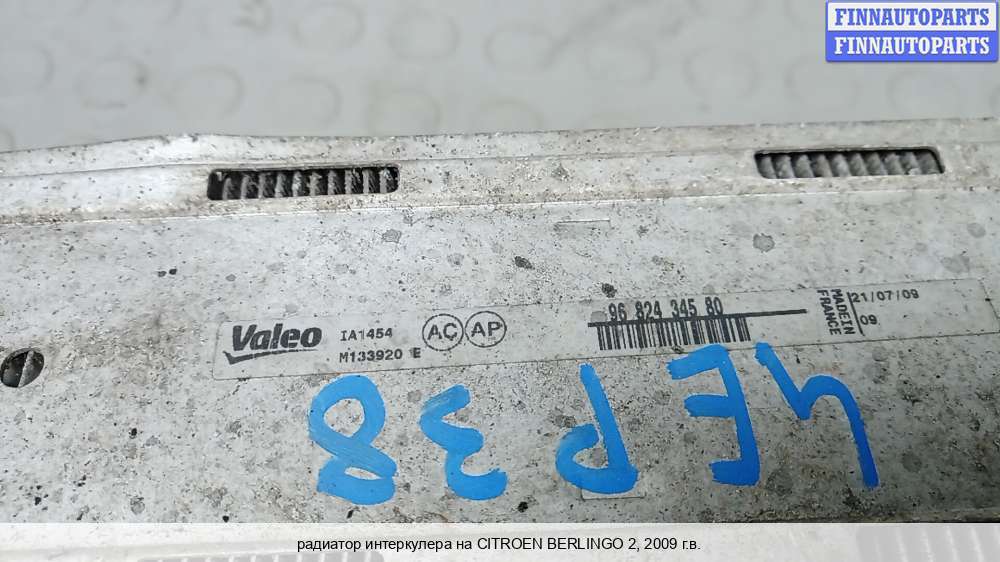 FINNAUTOPARTS
FINNAUTOPARTS
Valeo
IA1454
M133920 E
AC
AP
96 824 345 80
MADE IN
FRANCE
21/07/09
09
радиатор интеркулера на CITROEN BERLINGO 2, 2009 г.в.